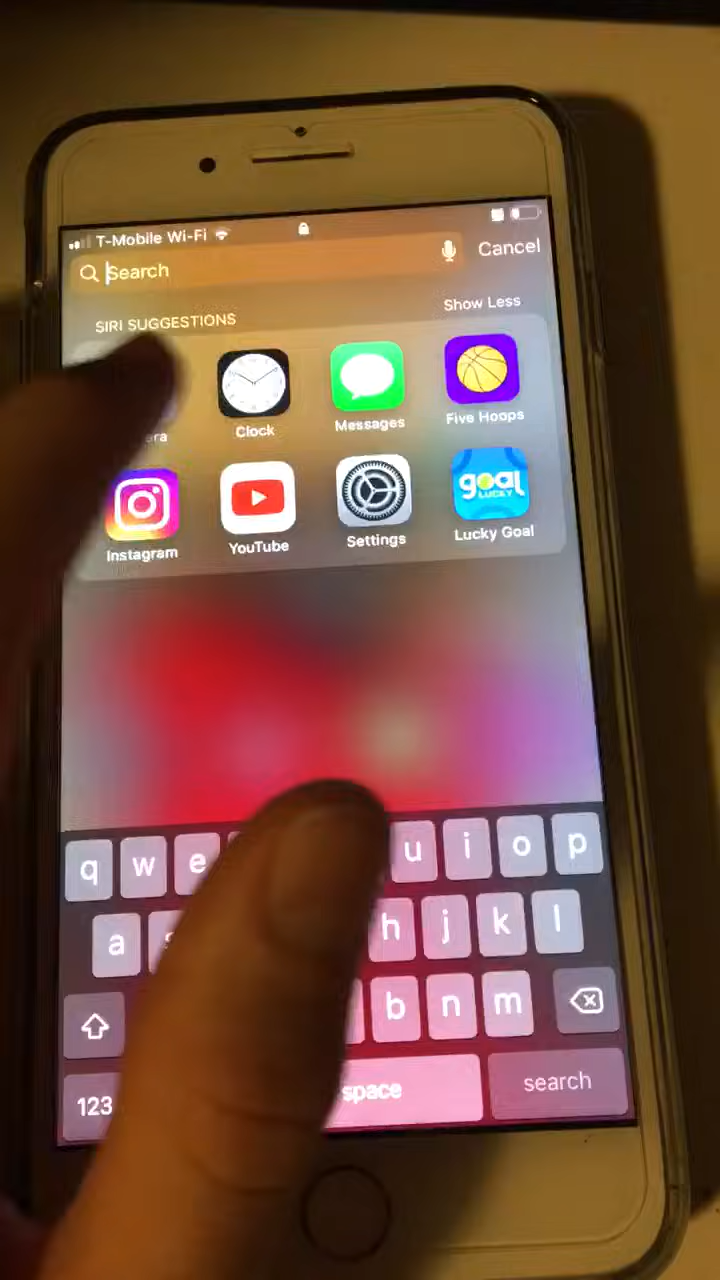 T-Mobile Wi-Fi
Search
Cancel
SIRI SUGGESTIONS
Show Less
era
Clock
Messages
Five Hoops
goal
LUCKY
Instagram
YouTube
Settings
Lucky Goal
q w e u i o p
a h j k l
b n m
123 space search